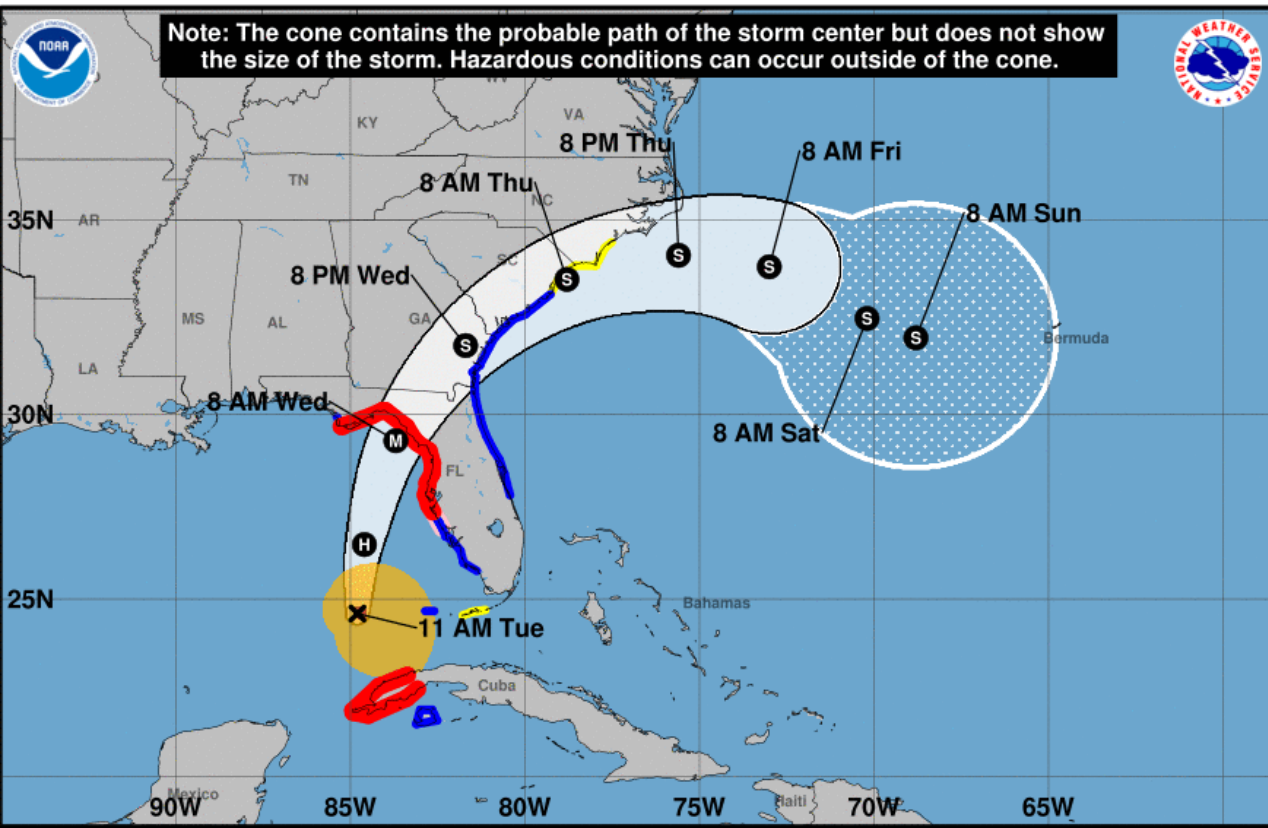 Note: The cone contains the probable path of the storm center but does not show
the size of the storm. Hazardous conditions can occur outside of the cone.
NOAA
NATIONAL WEATHER SERVICE
WV
KY
VA
8 PM Thu
8 AM Fri
TN
8 AM Thu
NC
AR
35N
8 AM Sun
SC
8 PM Wed
S
S
S
MS
AL
GA
S
S
S
Bermuda
LA
8 AM Wed
30N
M
8 AM Sat
FL
H
25N
Bahamas
11 AM Tue
Cuba
Mexico
Haiti
90W
85W
80W
75W
70W
65W